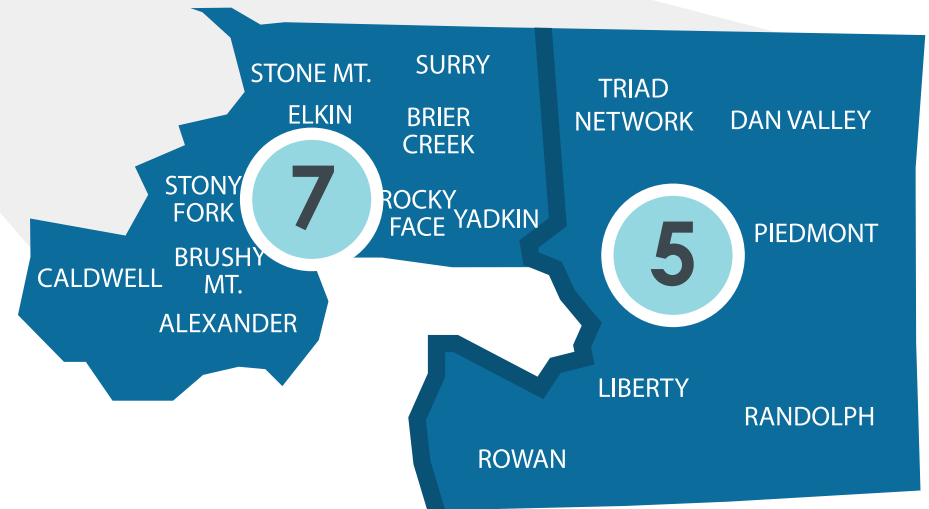 STONE MT.
SURRY
ELKIN
BRIER
CREEK
STONY
FORK
7
ROCKY
FACE
YADKIN
BRUSHY
MT.
CALDWELL
ALEXANDER
TRIAD
NETWORK
DAN VALLEY
5
PIEDMONT
LIBERTY
RANDOLPH
ROWAN